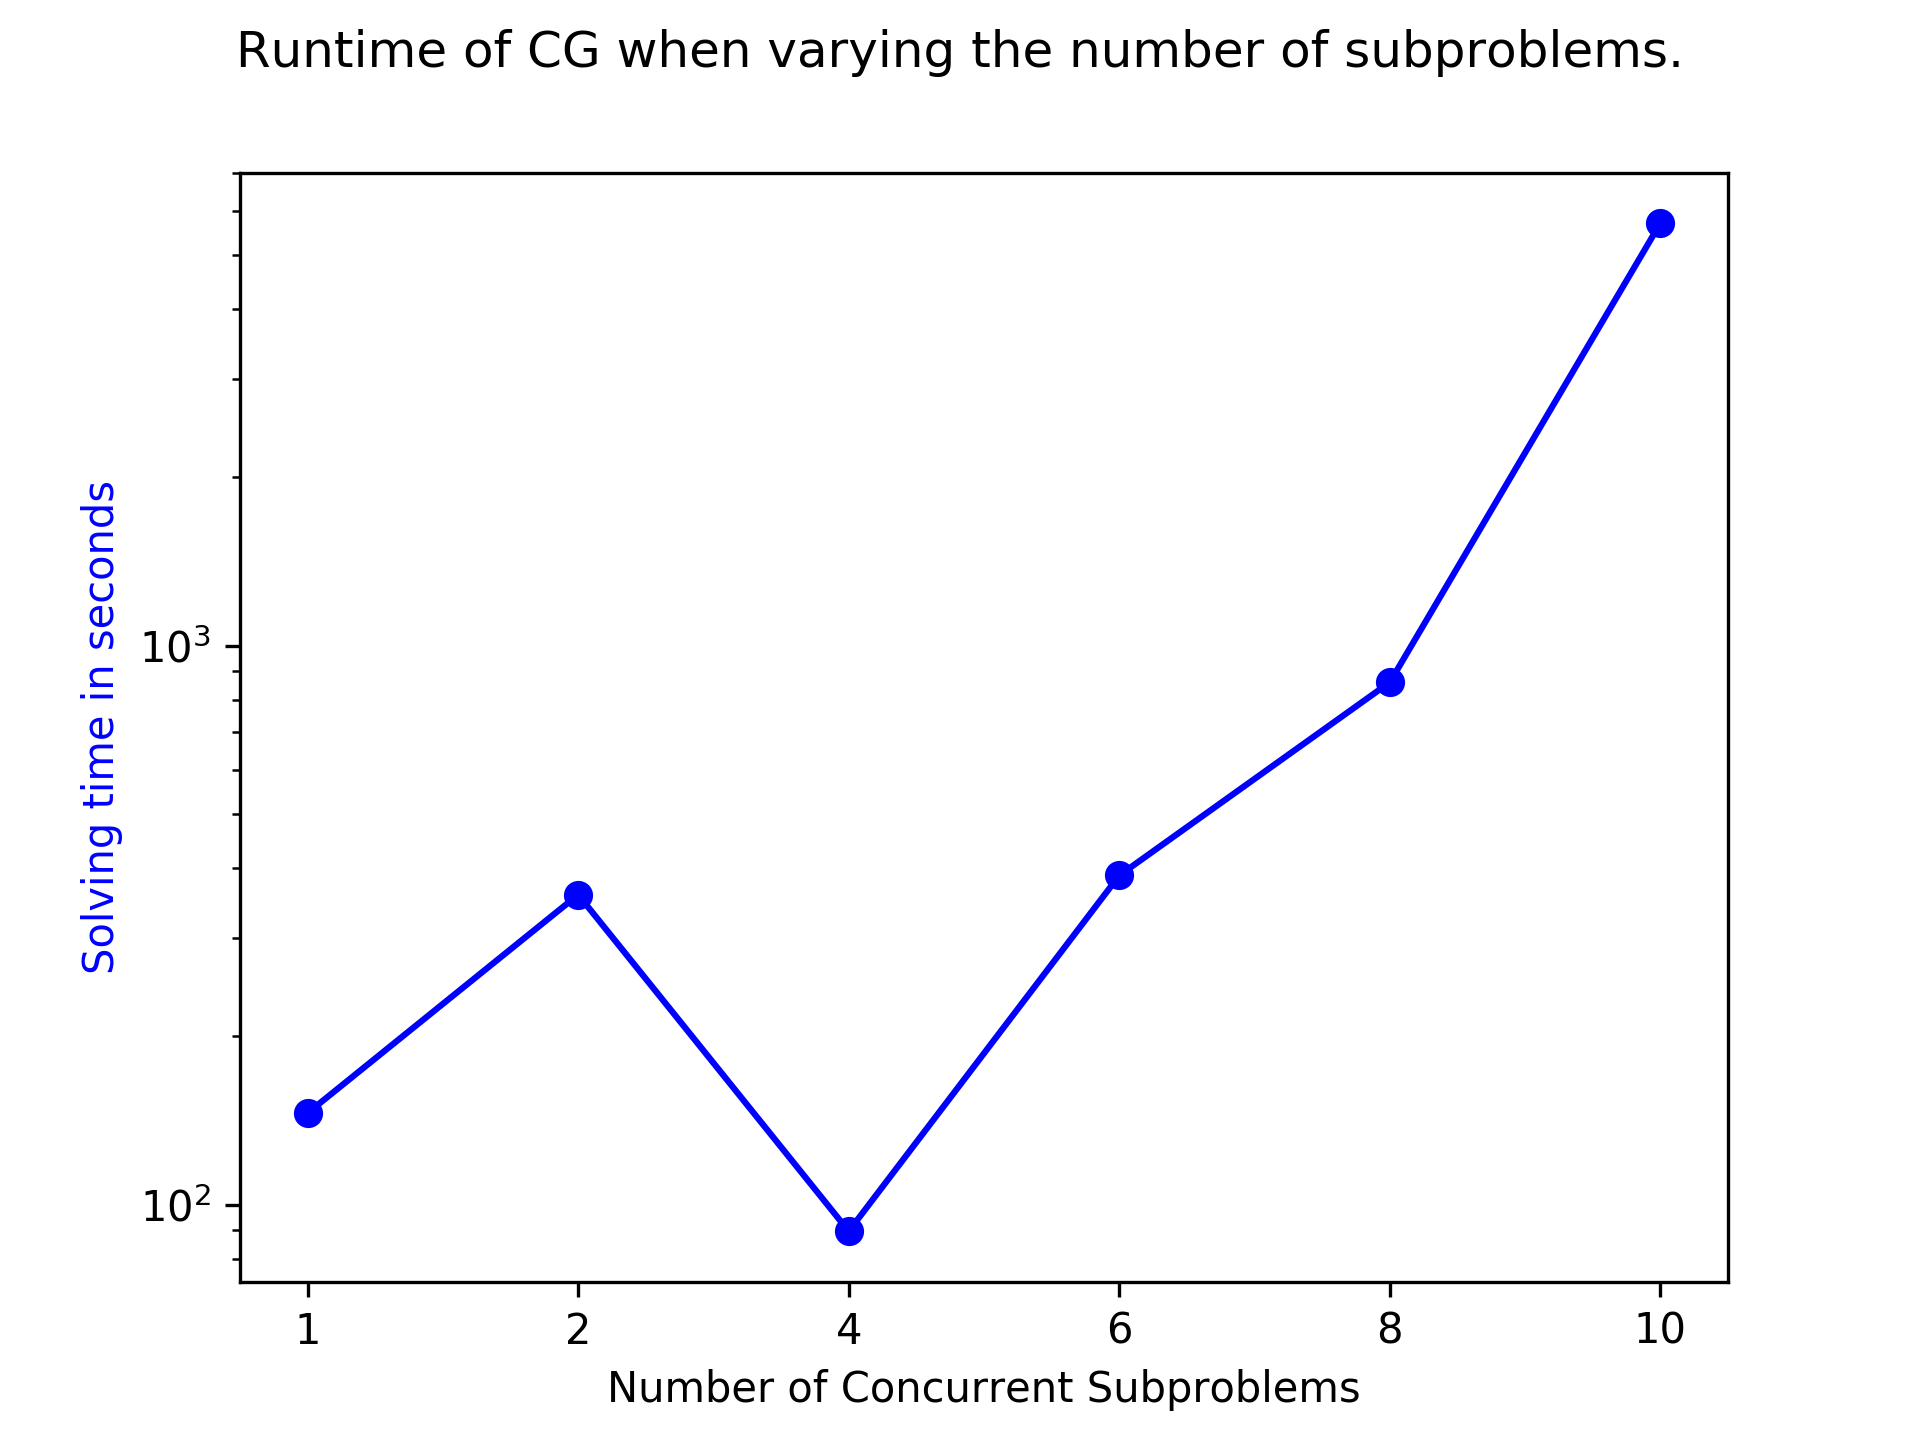 Runtime of CG when varying the number of subproblems.
Solving time in seconds
10³
10²
1 2 4 6 8 10
Number of Concurrent Subproblems